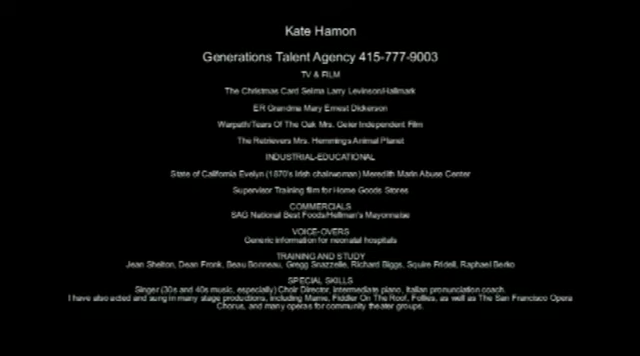 Kate Hamon
Generations Talent Agency 415-777-9003
TV & FILM
The Christmas Card Selma Larry Levinson/Hallmark
ER Grandma Mary Ernest Dickerson
Warpath/Tears Of The Oak Mrs. Geier Independent Film
The Retrievers Mrs. Hemmings Animal Planet
INDUSTRIAL-EDUCATIONAL
State of California Evelyn (1870's Irish chairwoman) Meredith Marin Abuse Center
Supervisor Training film for Home Goods Stores
COMMERCIALS
SAG National Best Foods/Hellman's Mayonnaise
VOICE-OVERS
Generic information for neonatal hospitals
TRAINING AND STUDY
Jean Shelton, Dean Fronk, Beau Bonneau, Gregg Snazzelle, Richard Biggs, Squire Fridell, Raphael Berko
SPECIAL SKILLS
Singer (30s and 40s music, especially) Choir Director, intermediate piano, Italian pronunciation coach.
I have also acted and sung in many stage productions, including Mame, Fiddler On The Roof, Follies, as well as The San Francisco Opera
Chorus, and many operas for community theater groups.